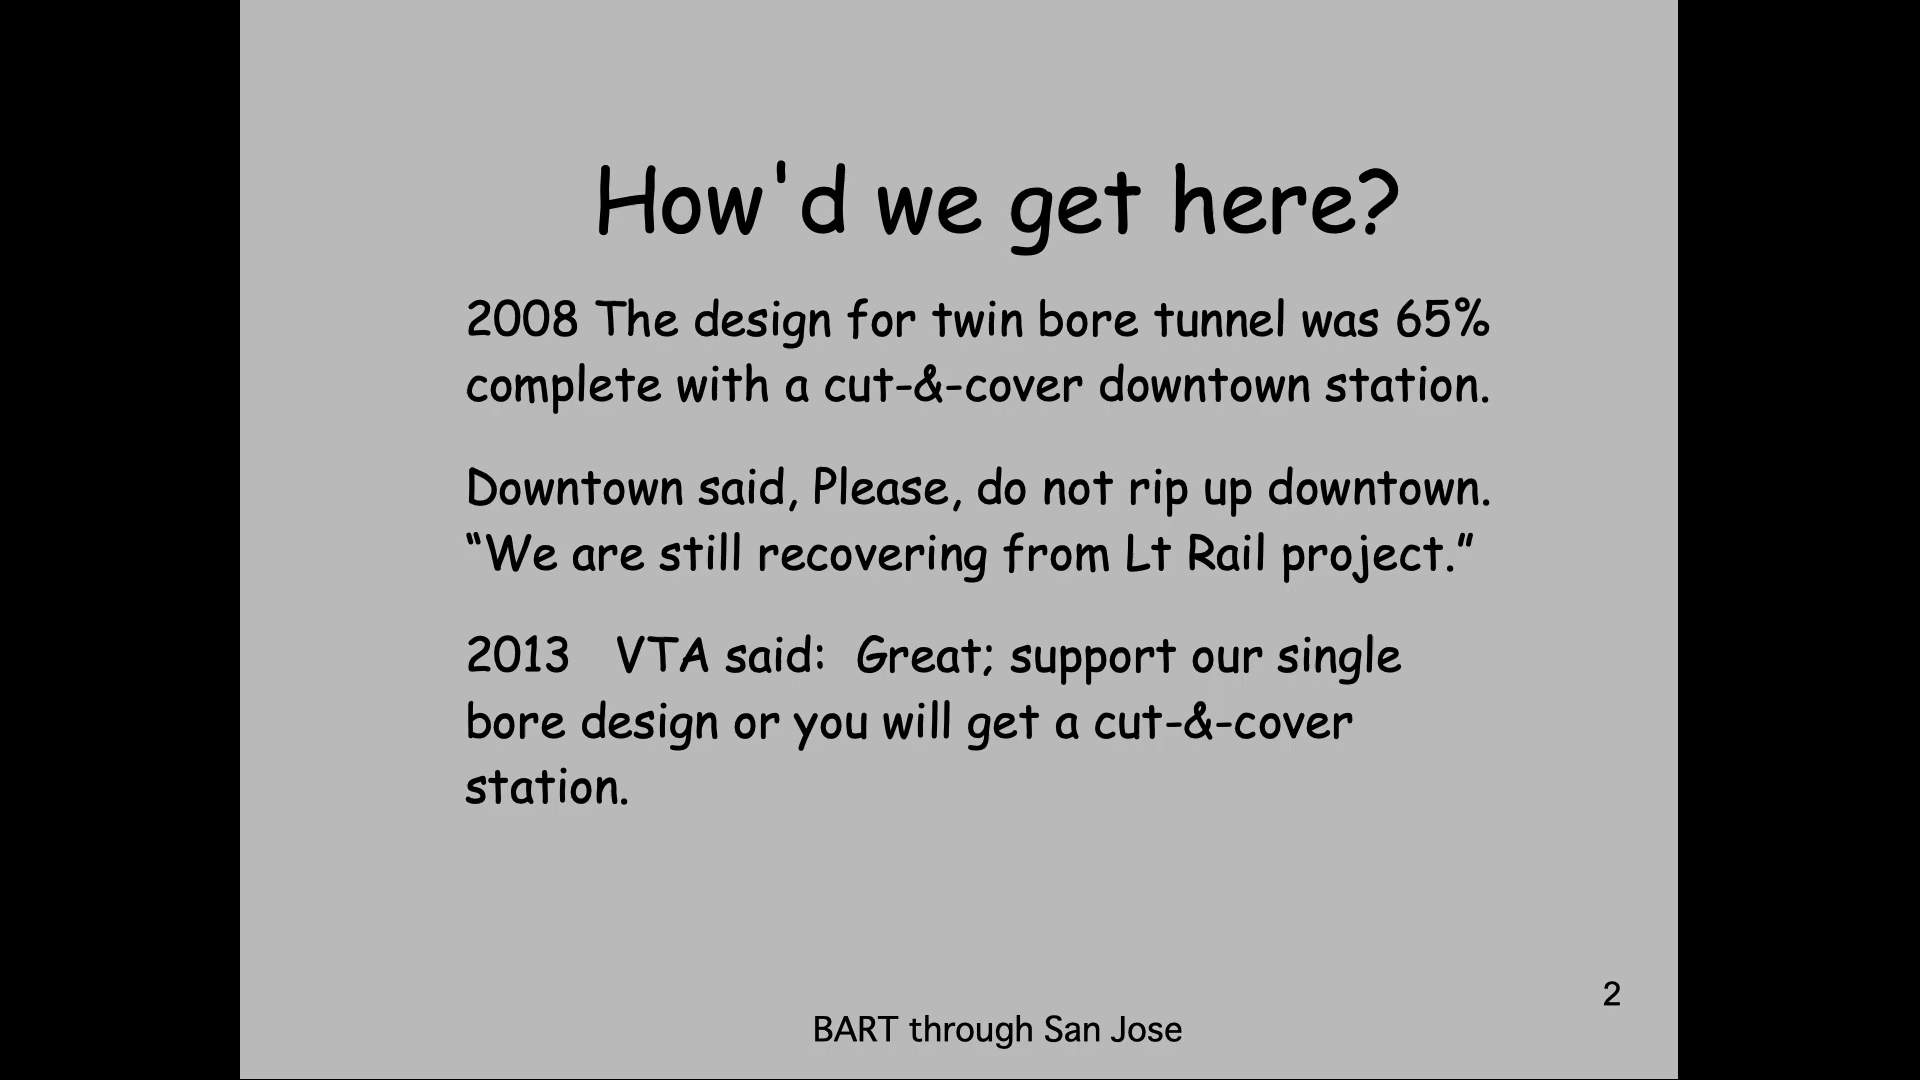 How'd we get here?
2008 The design for twin bore tunnel was 65%
complete with a cut-&-cover downtown station.
Downtown said, Please, do not rip up downtown.
“We are still recovering from Lt Rail project.”
2013   VTA said:  Great; support our single
bore design or you will get a cut-&-cover
station.
2
BART through San Jose